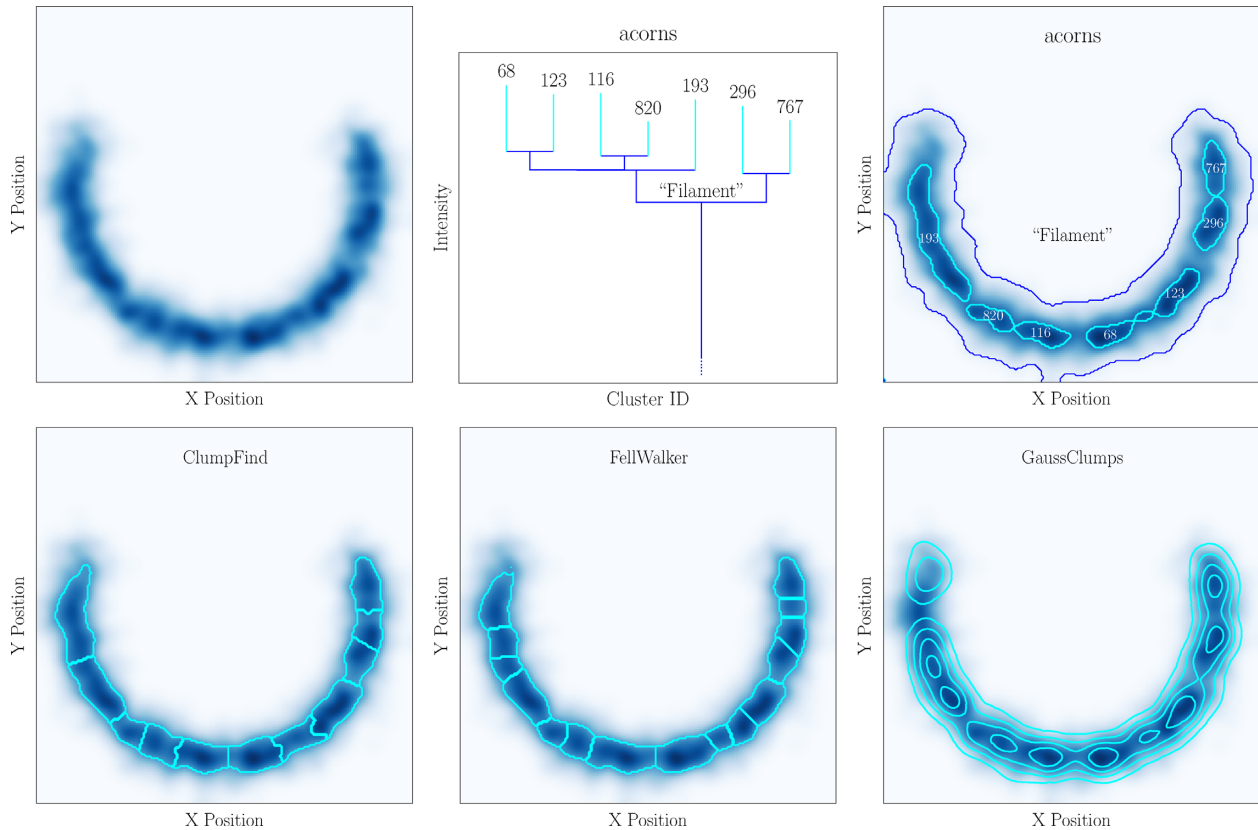 Y Position
X Position
acorns
68
123
116
820
193
296
767
“Filament”
Intensity
Cluster ID
acorns
767
296
“Filament”
193
123
820
116
68
Y Position
X Position
ClumpFind
Y Position
X Position
FellWalker
Y Position
X Position
GaussClumps
Y Position
X Position